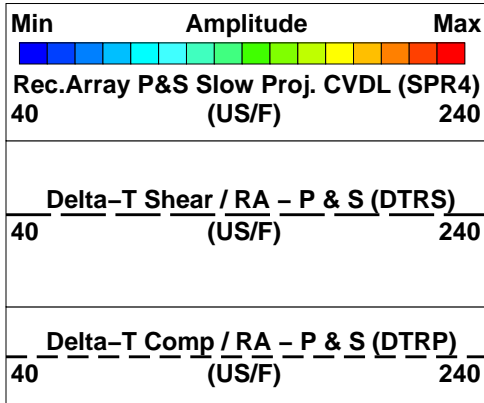 Min Amplitude Max
Rec.Array P&S Slow Proj. CVDL (SPR4)
40 (US/F) 240
Delta–T Shear / RA – P & S (DTRS)
40 (US/F) 240
Delta–T Comp / RA – P & S (DTRP)
40 (US/F) 240